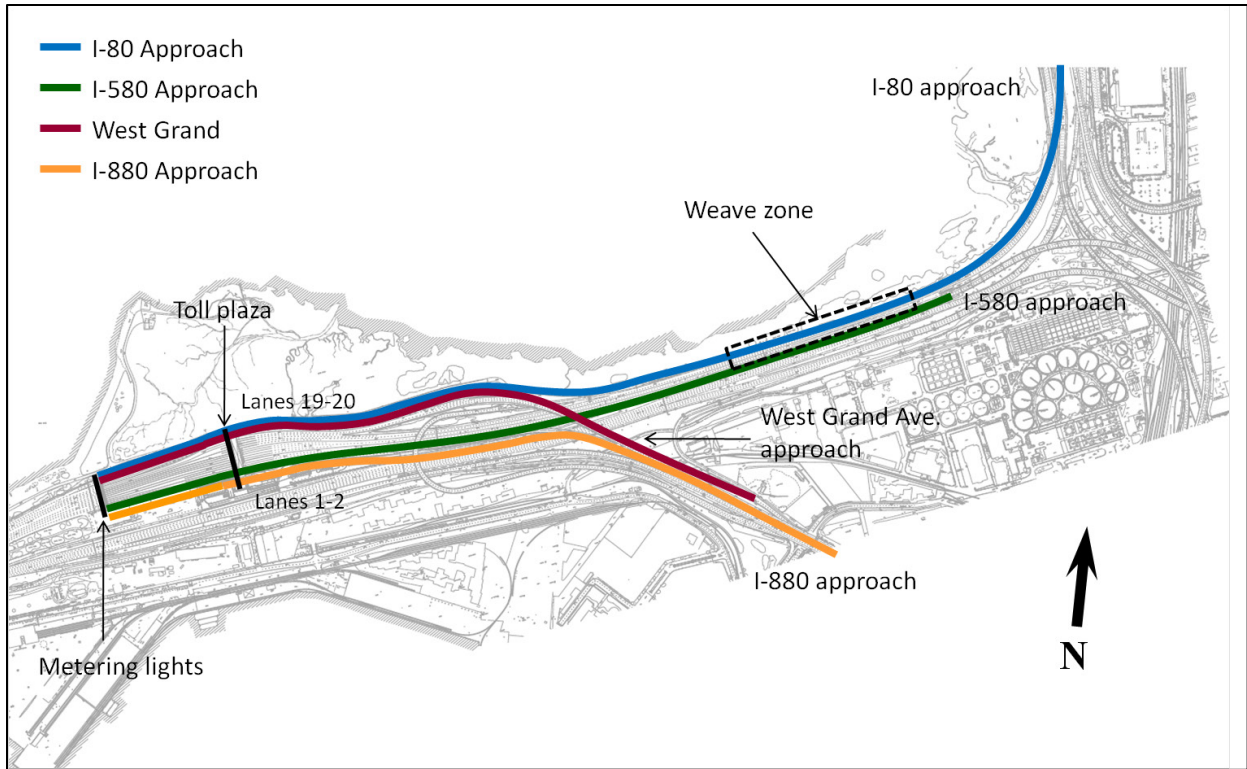 I-80 Approach
I-580 Approach
West Grand
I-880 Approach
I-80 approach
Weave zone
I-580 approach
Toll plaza
Lanes 19-20
West Grand Ave.
approach
Lanes 1-2
I-880 approach
Metering lights
N